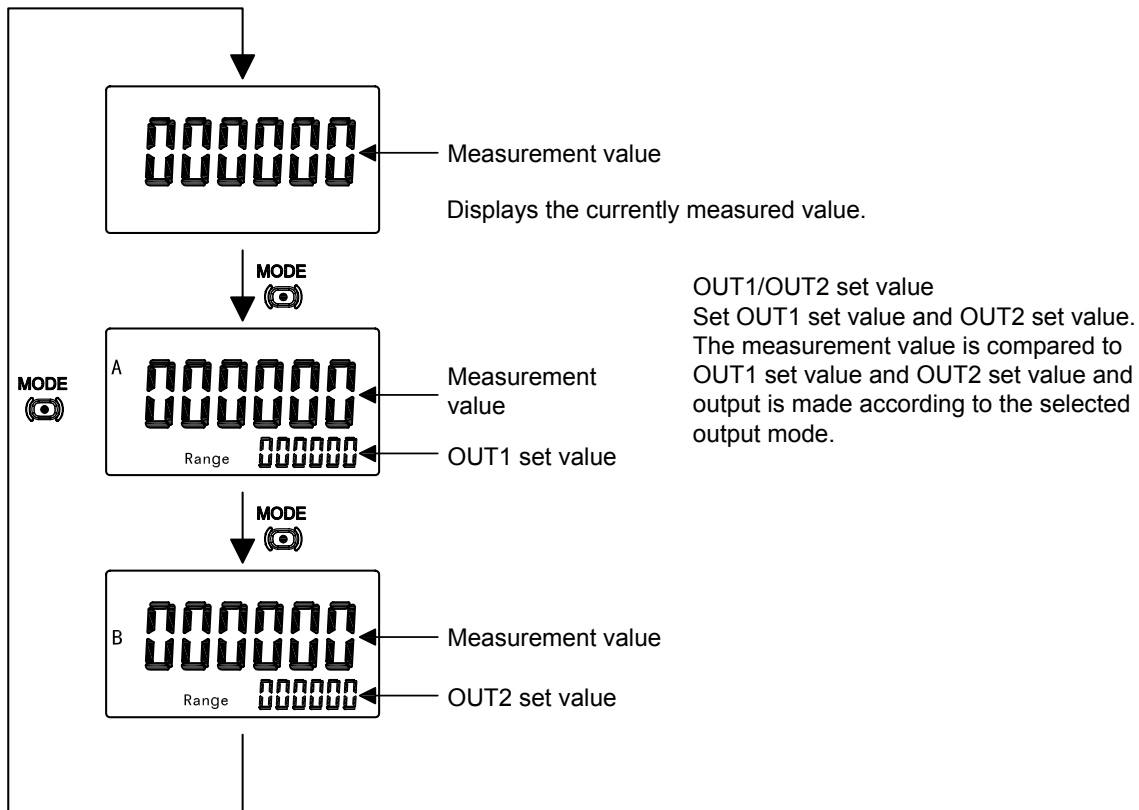 000000
Measurement value
Displays the currently measured value.
MODE
OUT1/OUT2 set value
Set OUT1 set value and OUT2 set value.
The measurement value is compared to
OUT1 set value and OUT2 set value and
output is made according to the selected
output mode.
MODE
A
000000
Measurement
value
Range 000000
OUT1 set value
MODE
B
000000
Measurement value
Range 000000
OUT2 set value